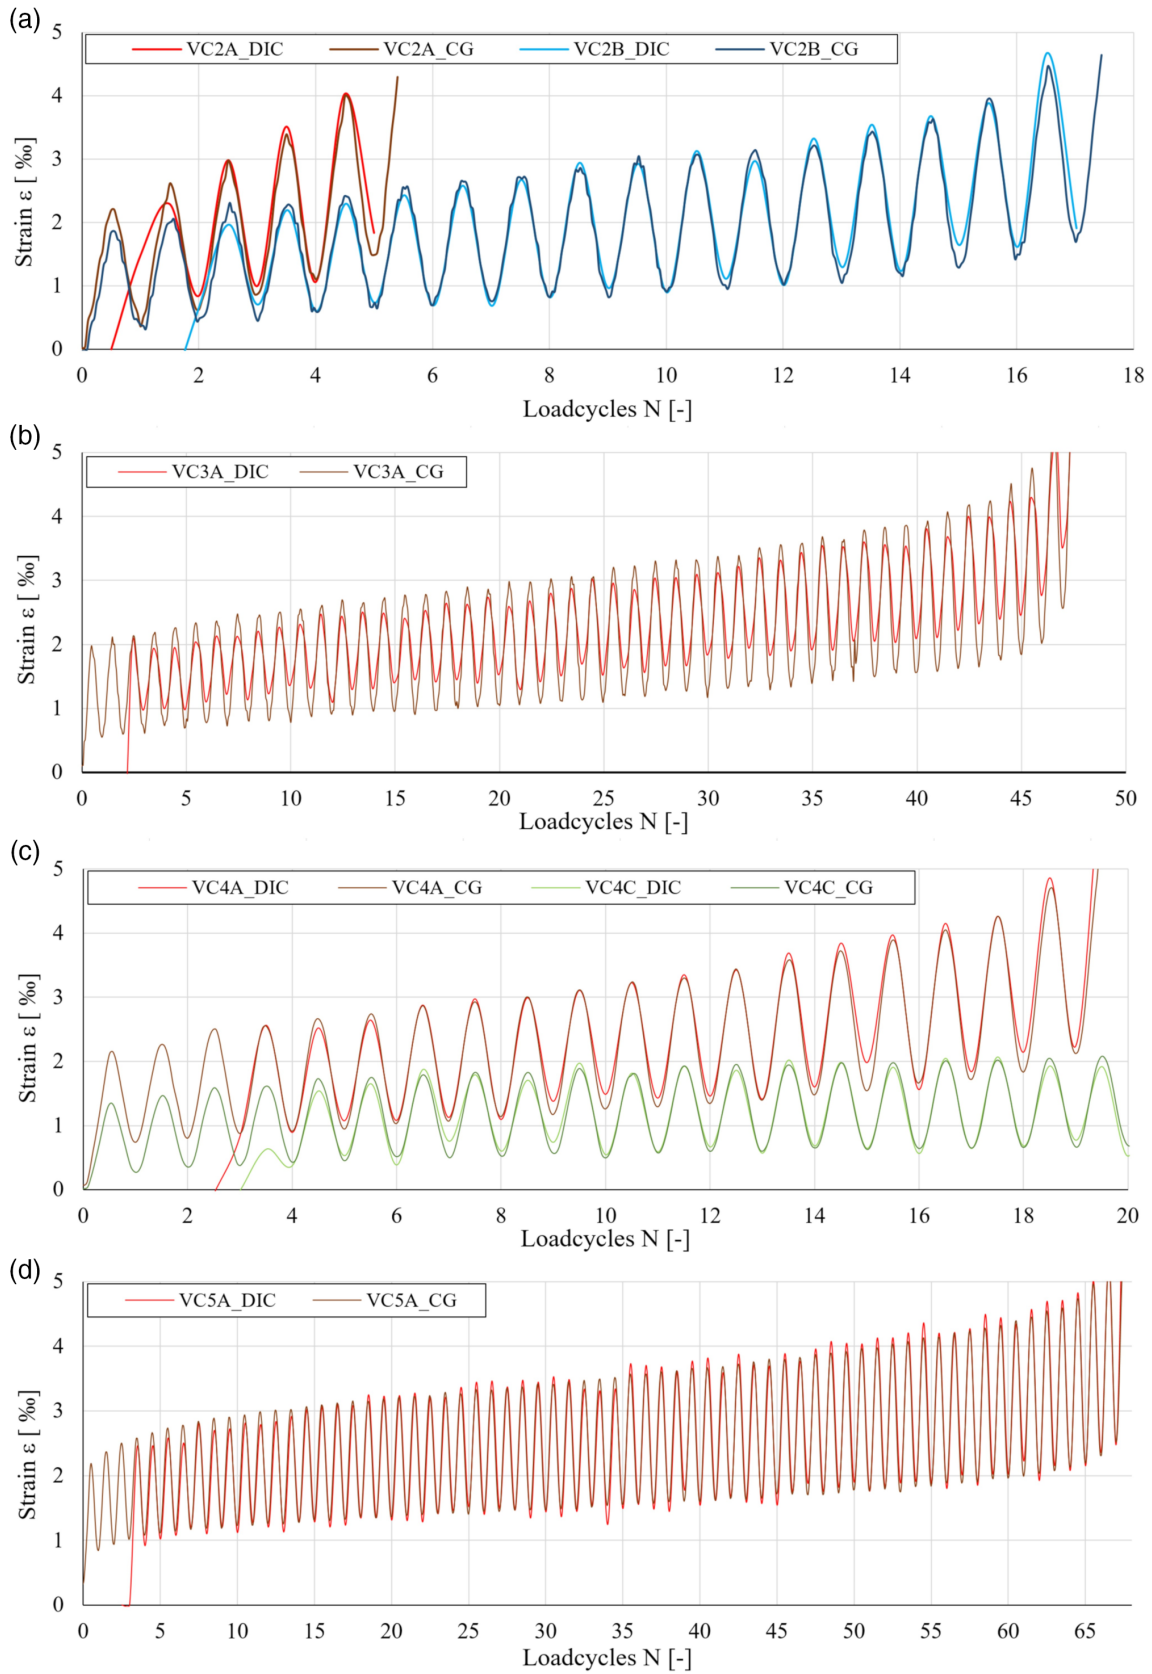 (a)
5
VC2A_DIC VC2A_CG VC2B_DIC VC2B_CG
4
3
2
1
0
Strain ε [ ‰]
0 2 4 6 8 10 12 14 16 18
Loadcycles N [-]
(b)
5
VC3A_DIC VC3A_CG
4
3
2
1
0
Strain ε [ ‰]
0 5 10 15 20 25 30 35 40 45 50
Loadcycles N [-]
(c)
5
VC4A_DIC VC4A_CG VC4C_DIC VC4C_CG
4
3
2
1
0
Strain ε [ ‰]
0 2 4 6 8 10 12 14 16 18 20
Loadcycles N [-]
(d)
5
VC5A_DIC VC5A_CG
4
3
2
1
0
Strain ε [ ‰]
0 5 10 15 20 25 30 35 40 45 50 55 60 65
Loadcycles N [-]